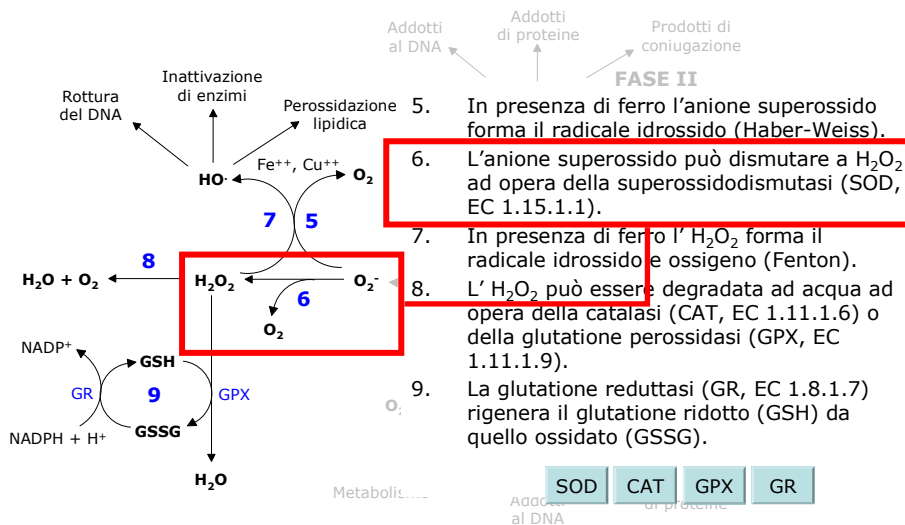 Addotti
al DNA
Addotti
di proteine
Prodotti di
coniugazione
FASE II
Rottura
del DNA
Inattivazione
di enzimi
Perossidazione
lipidica
HO·
Fe++, Cu++
O2
7
5
H2O + O2
8
H2O2
6
O2-
O2
NADP+
GSH
GR
9
GPX
GSSG
NADPH + H+
H2O
5. In presenza di ferro l'anione superossido
forma il radicale idrossido (Haber-Weiss).
6. L'anione superossido può dismutare a H2O2
ad opera della superossidodismutasi (SOD,
EC 1.15.1.1).
7. In presenza di ferro l' H2O2 forma il
radicale idrossido e ossigeno (Fenton).
8. L' H2O2 può essere degradata ad acqua ad
opera della catalasi (CAT, EC 1.11.1.6) o
della glutatione perossidasi (GPX, EC
1.11.1.9).
9. La glutatione reduttasi (GR, EC 1.8.1.7)
rigenera il glutatione ridotto (GSH) da
quello ossidato (GSSG).
SOD
CAT
GPX
GR
al DNA
di proteine